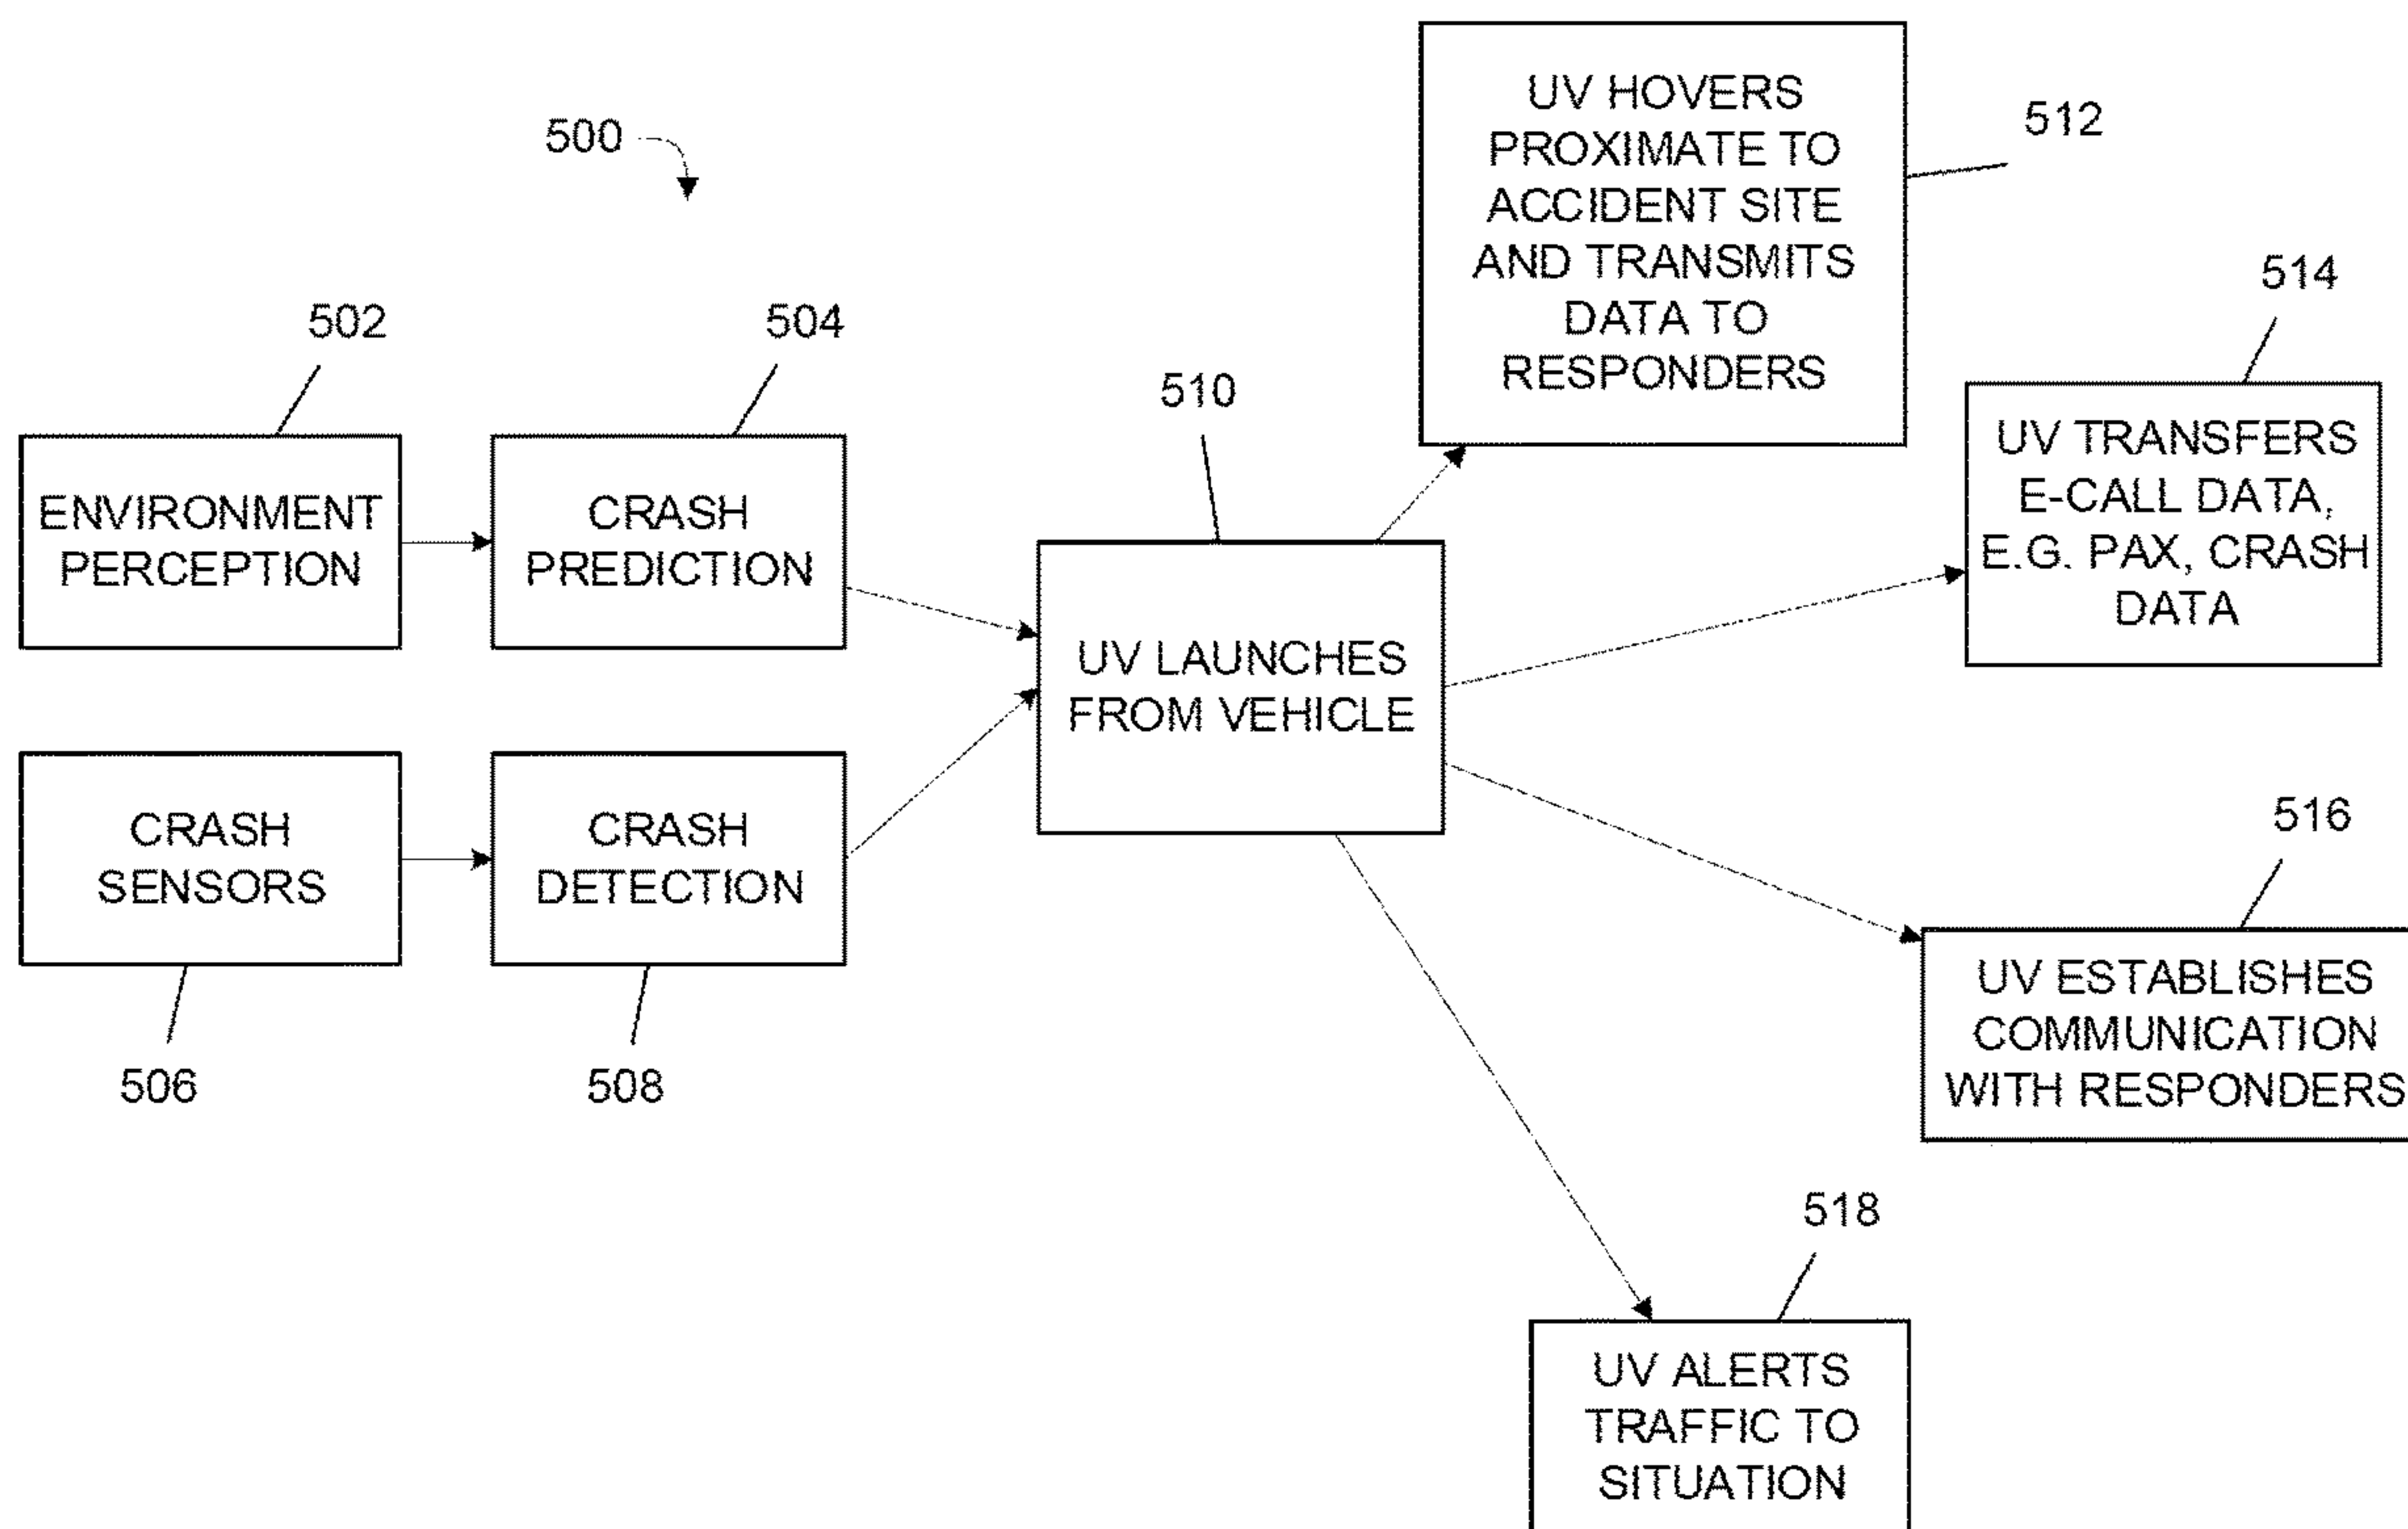 500
502
ENVIRONMENT
PERCEPTION
504
CRASH
PREDICTION
CRASH
SENSORS
506
CRASH
DETECTION
508
510
UV LAUNCHES
FROM VEHICLE
UV HOVERS
PROXIMATE TO
ACCIDENT SITE
AND TRANSMITS
DATA TO
RESPONDERS
512
514
UV TRANSFERS
E-CALL DATA,
E.G. PAX, CRASH
DATA
516
UV ESTABLISHES
COMMUNICATION
WITH RESPONDERS
518
UV ALERTS
TRAFFIC TO
SITUATION